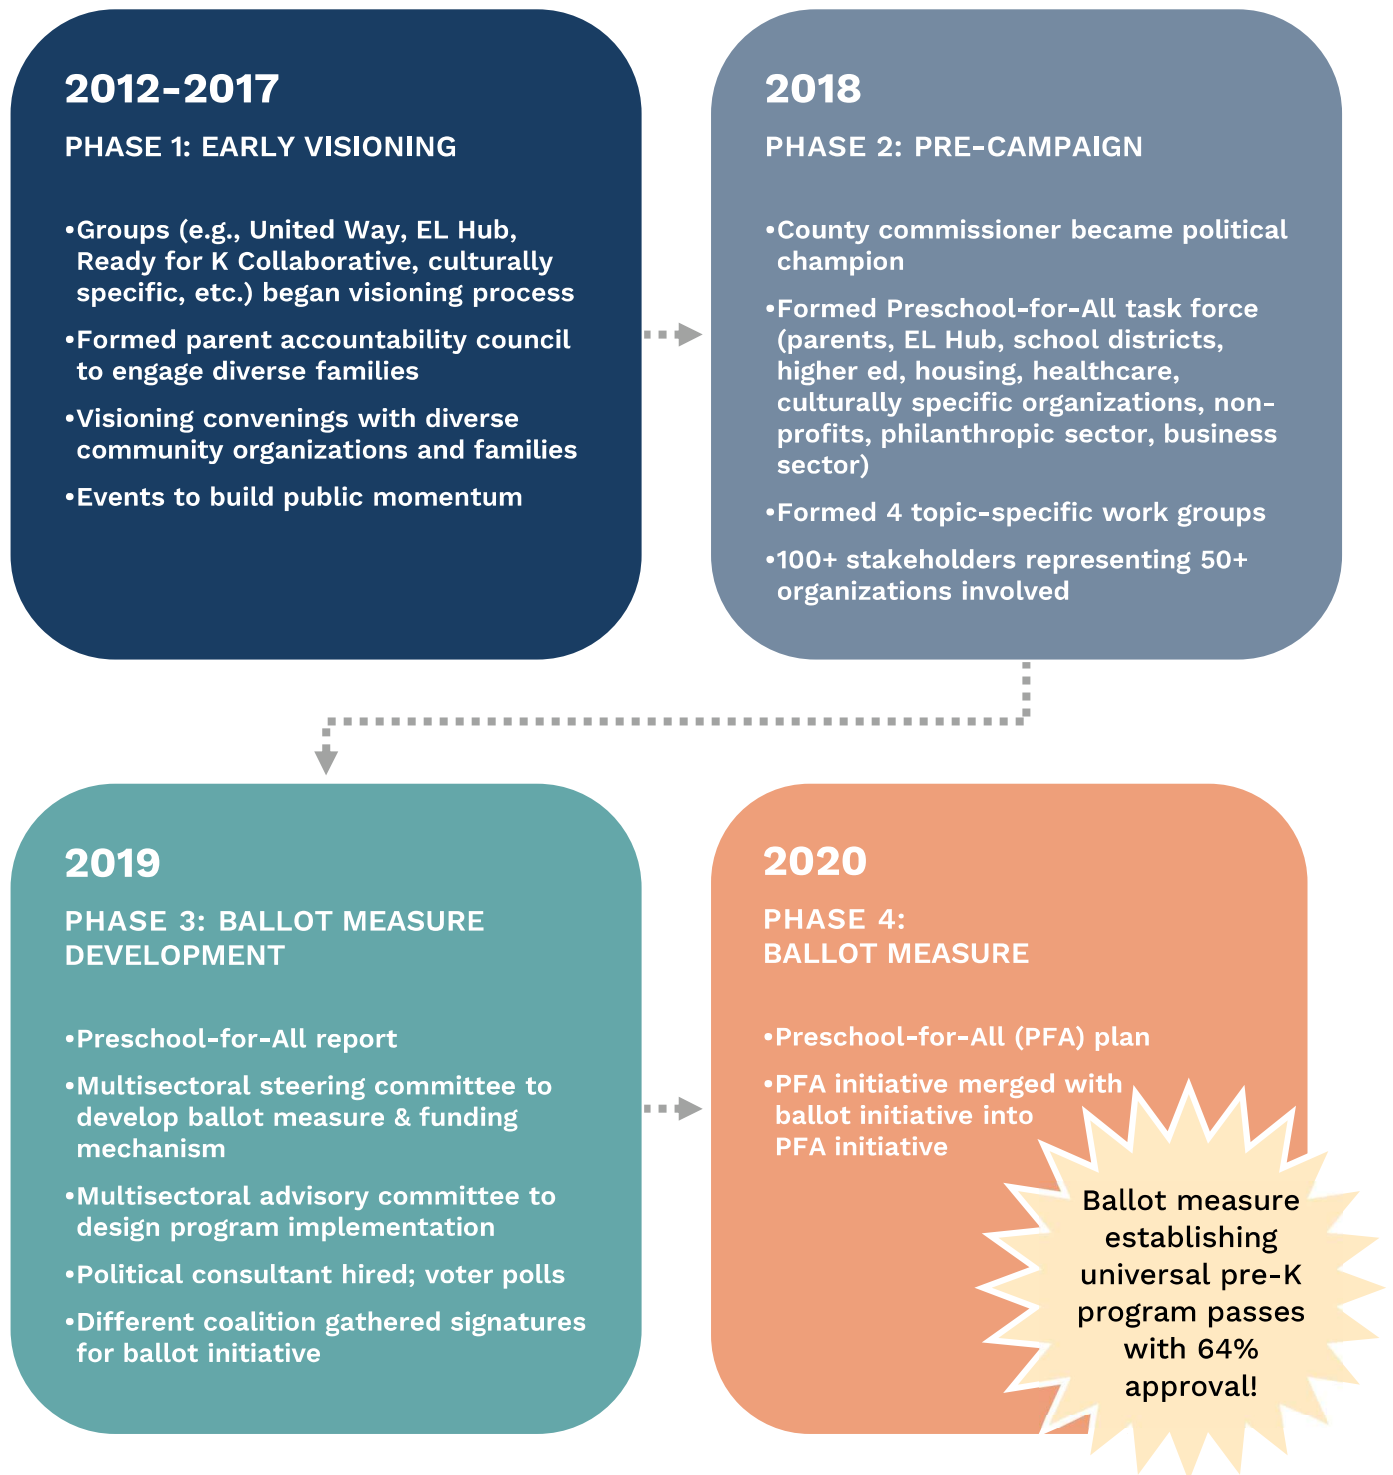 2012-2017
PHASE 1: EARLY VISIONING
•Groups (e.g., United Way, EL Hub,
Ready for K Collaborative, culturally
specific, etc.) began visioning process
•Formed parent accountability council
to engage diverse families
•Visioning convenings with diverse
community organizations and families
•Events to build public momentum
2018
PHASE 2: PRE-CAMPAIGN
•County commissioner became political
champion
•Formed Preschool-for-All task force
(parents, EL Hub, school districts,
higher ed, housing, healthcare,
culturally specific organizations, non-
profits, philanthropic sector, business
sector)
•Formed 4 topic-specific work groups
•100+ stakeholders representing 50+
organizations involved
2019
PHASE 3: BALLOT MEASURE
DEVELOPMENT
•Preschool-for-All report
•Multisectoral steering committee to
develop ballot measure & funding
mechanism
•Multisectoral advisory committee to
design program implementation
•Political consultant hired; voter polls
•Different coalition gathered signatures
for ballot initiative
2020
PHASE 4:
BALLOT MEASURE
•Preschool-for-All (PFA) plan
•PFA initiative merged with
ballot initiative into
PFA initiative
Ballot measure
establishing
universal pre-K
program passes
with 64%
approval!